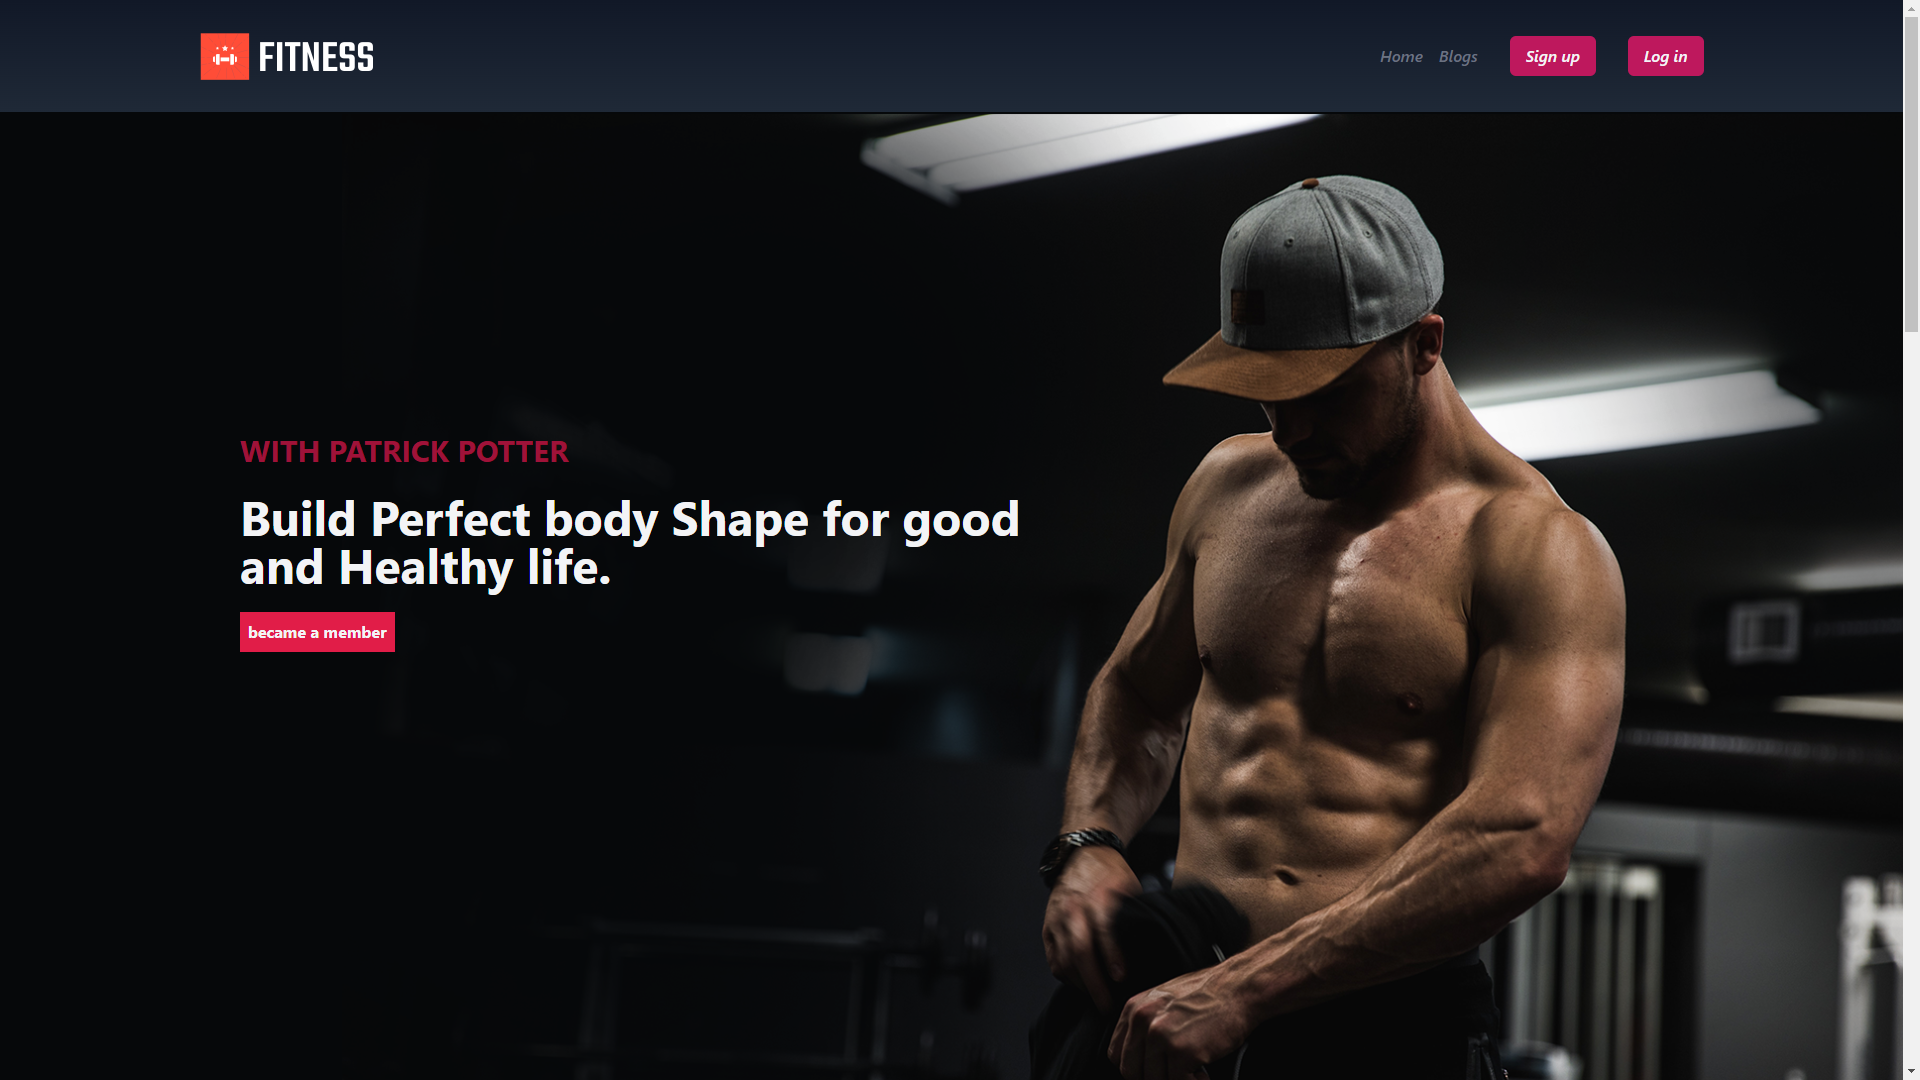 FITNESS
Home Blogs Sign up Log in
WITH PATRICK POTTER
Build Perfect body Shape for good
and Healthy life.
became a member